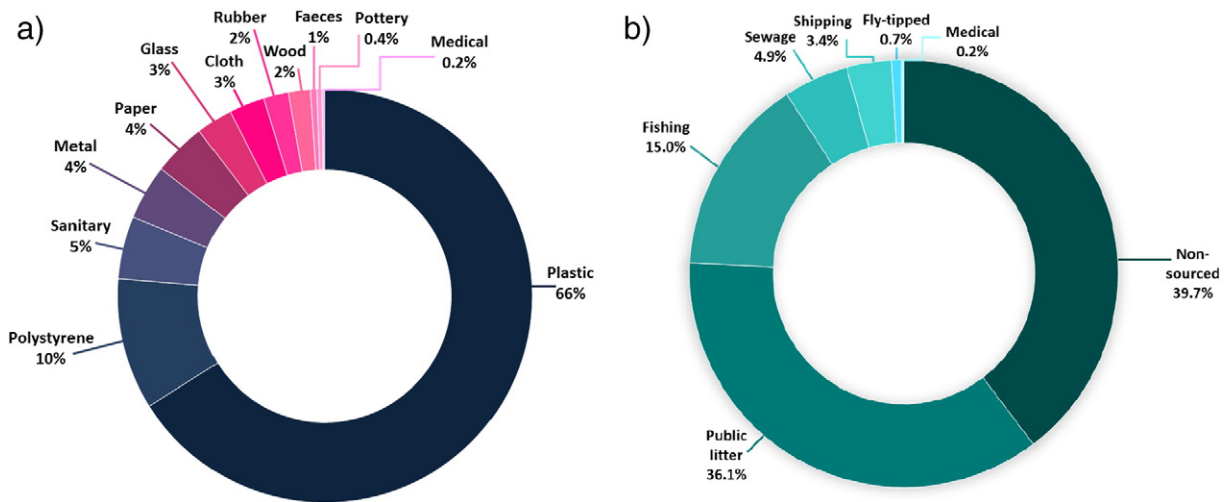 a)
Plastic
66%
Polystyrene
10%
Sanitary
5%
Metal
4%
Paper
4%
Glass
3%
Cloth
3%
Rubber
2%
Wood
2%
Faeces
1%
Pottery
0.4%
Medical
0.2%
b)
Non-
sourced
39.7%
Public
litter
36.1%
Fishing
15.0%
Sewage
4.9%
Shipping
3.4%
Fly-tipped
0.7%
Medical
0.2%